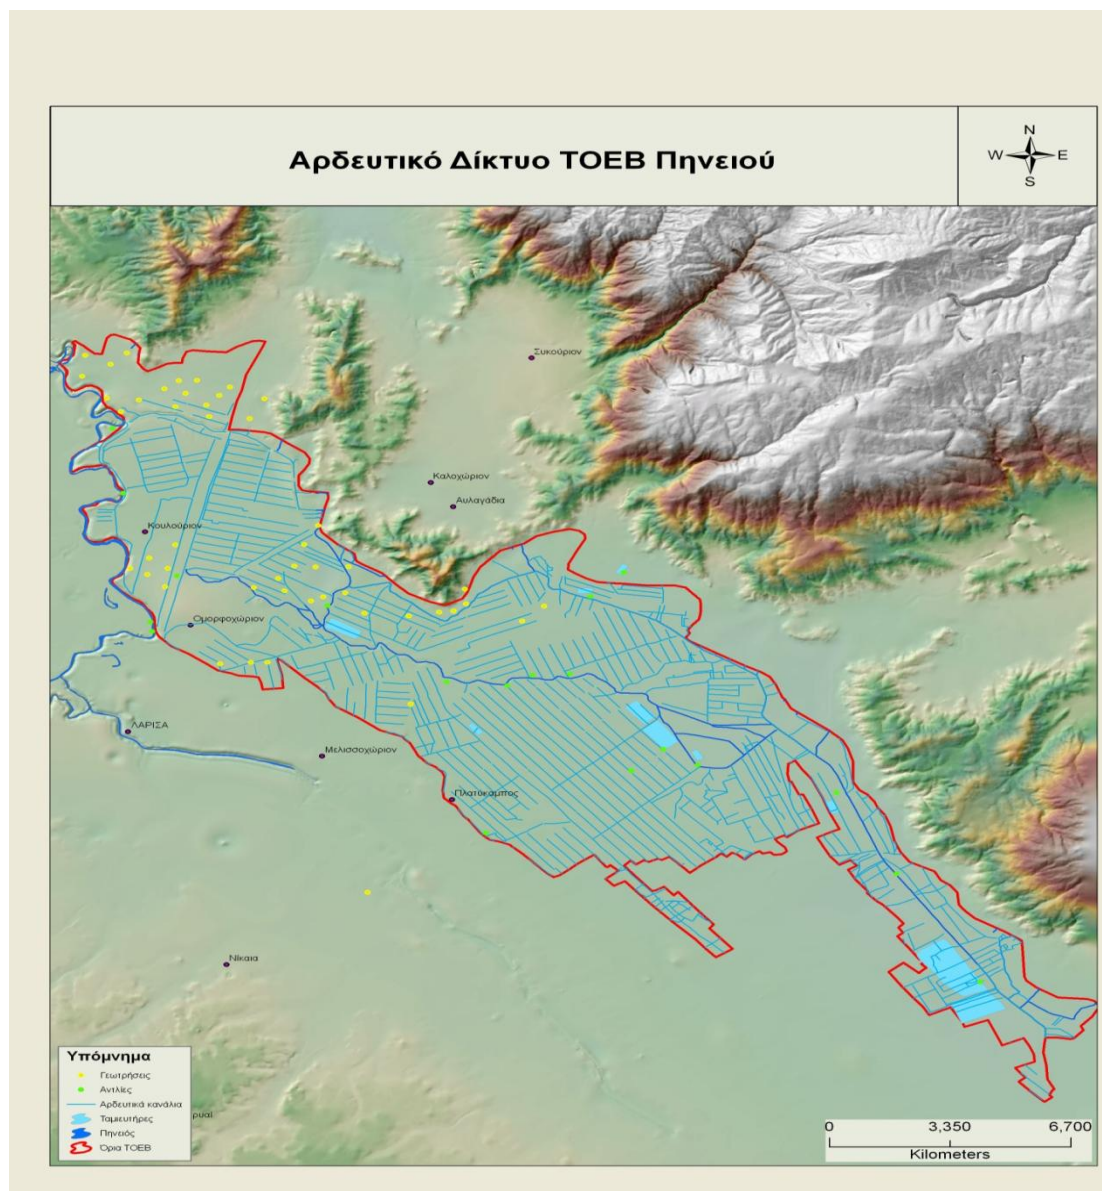 Αρδευτικό Δίκτυο ΤΟΕΒ Πηνειού
N
W E
S
Συκούριον
Καλοχώριον
Αυλαγάδια
Κουλούριον
Ομορφοχώριον
ΛΑΡΙΣΑ
Μελισσοχώριον
Πλατύκαμπος
Νίκαια
Υπόμνημα
Γεωτρήσεις
Αντλίες
Αρδευτικά κανάλια
Ταμιευτήρες
Πηνειός
Όρια ΤΟΕΒ
0 3,350 6,700
Kilometers